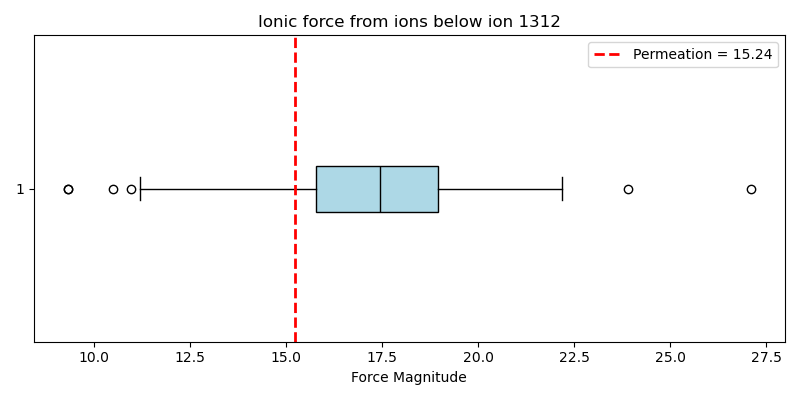 Ionic force from ions below ion 1312
Permeation = 15.24
1
10.0 12.5 15.0 17.5 20.0 22.5 25.0 27.5
Force Magnitude